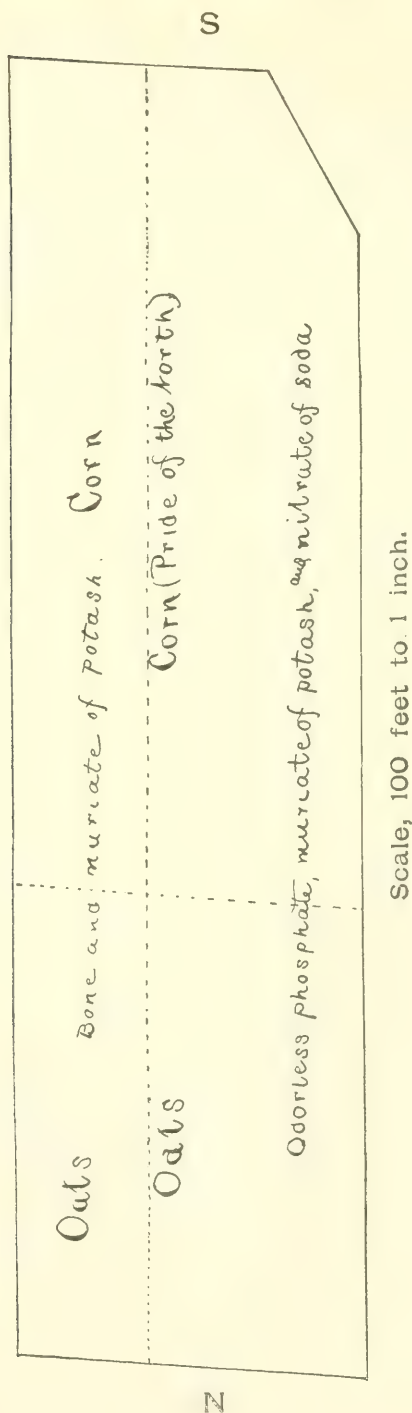 S
Oats Bone and muriate of potash. Corn
Oats Corn (Pride of the North)
Odorless phosphate, muriate of potash, and nitrate of soda
N
Scale, 100 feet to 1 inch.